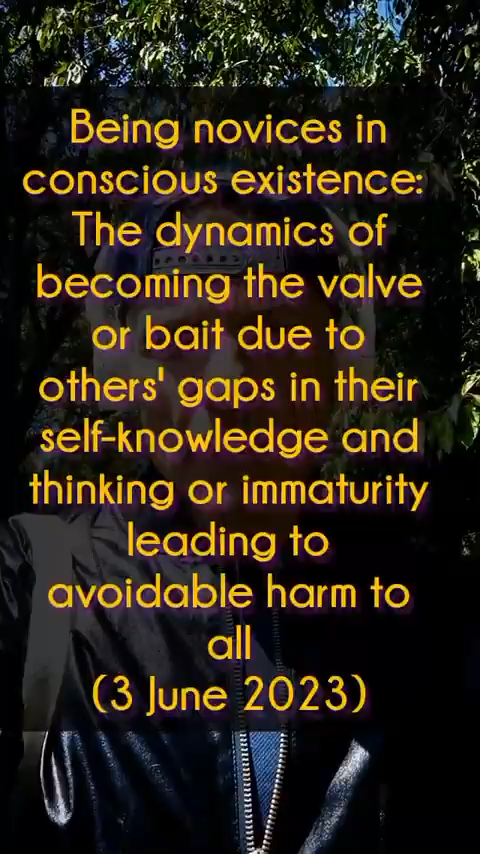 Being novices in
conscious existence:
The dynamics of
becoming the valve
or bait due to
others' gaps in their
self-knowledge and
thinking or immaturity
leading to
avoidable harm to
all
(3 June 2023)